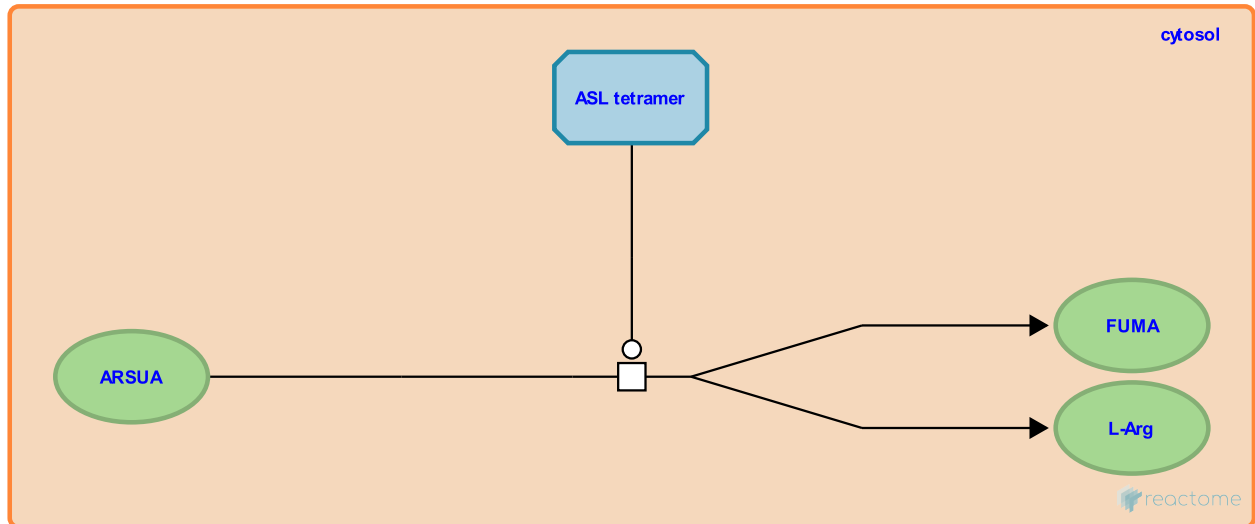 cytosol
ASL tetramer
FUMA
ARSUA
L-Arg
reactome